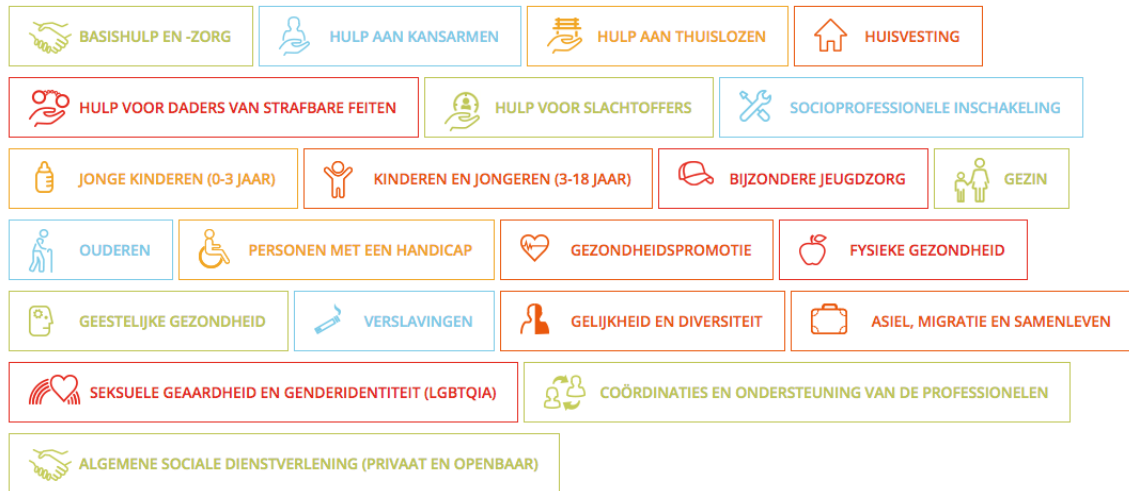 BASISHULP EN -ZORG
HULP AAN KANSARMEN
HULP AAN THUISLOZEN
HUISVESTING
HULP VOOR DADERS VAN STRAFBARE FEITEN
HULP VOOR SLACHTOFFERS
SOCIOPROFESSIONELE INSCHAKELING
JONGE KINDEREN (0-3 JAAR)
KINDEREN EN JONGEREN (3-18 JAAR)
BIJZONDERE JEUGDZORG
GEZIN
OUDEREN
PERSONEN MET EEN HANDICAP
GEZONDHEIDSPROMOTIE
FYSIEKE GEZONDHEID
GEESTELIJKE GEZONDHEID
VERSLAVINGEN
GELIJKHEID EN DIVERSITEIT
ASIEL, MIGRATIE EN SAMENLEVEN
SEKSUELE GEAARDHEID EN GENDERIDENTITEIT (LGBTQIA)
COÖRDINATIES EN ONDERSTEUNING VAN DE PROFESSIONELEN
ALGEMENE SOCIALE DIENSTVERLENING (PRIVAAT EN OPENBAAR)